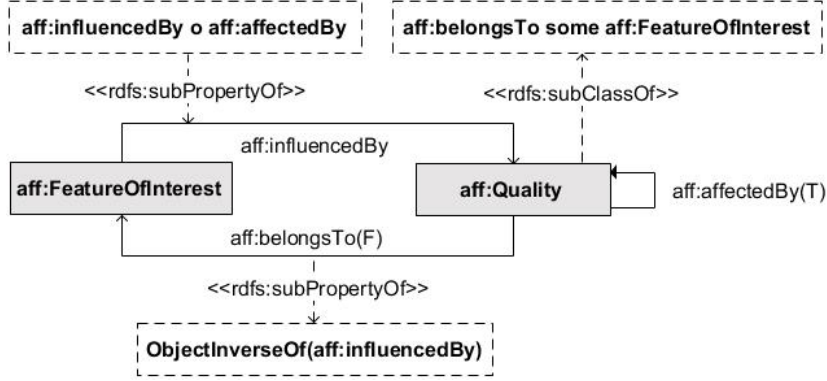 aff:influencedBy o aff:affectedBy
aff:belongsTo some aff:FeatureOfInterest
<<rdfs:subPropertyOf>>
<<rdfs:subClassOf>>
aff:influencedBy
aff:FeatureOfInterest
aff:Quality
aff:affectedBy(T)
aff:belongsTo(F)
<<rdfs:subPropertyOf>>
ObjectInverseOf(aff:influencedBy)